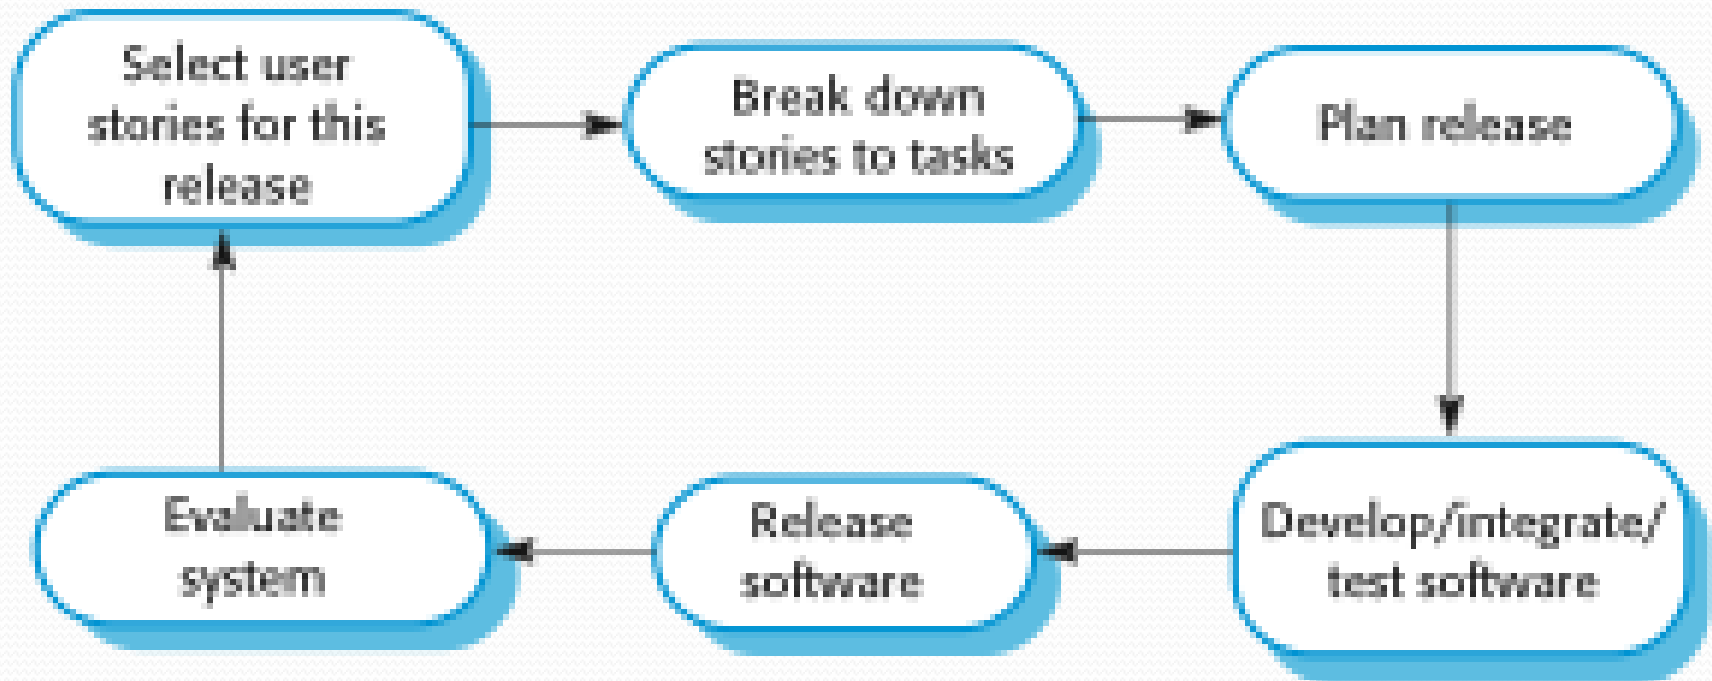 Select user
stories for this
release
Break down
stories to tasks
Plan release
Evaluate
system
Release
software
Develop/integrate/
test software